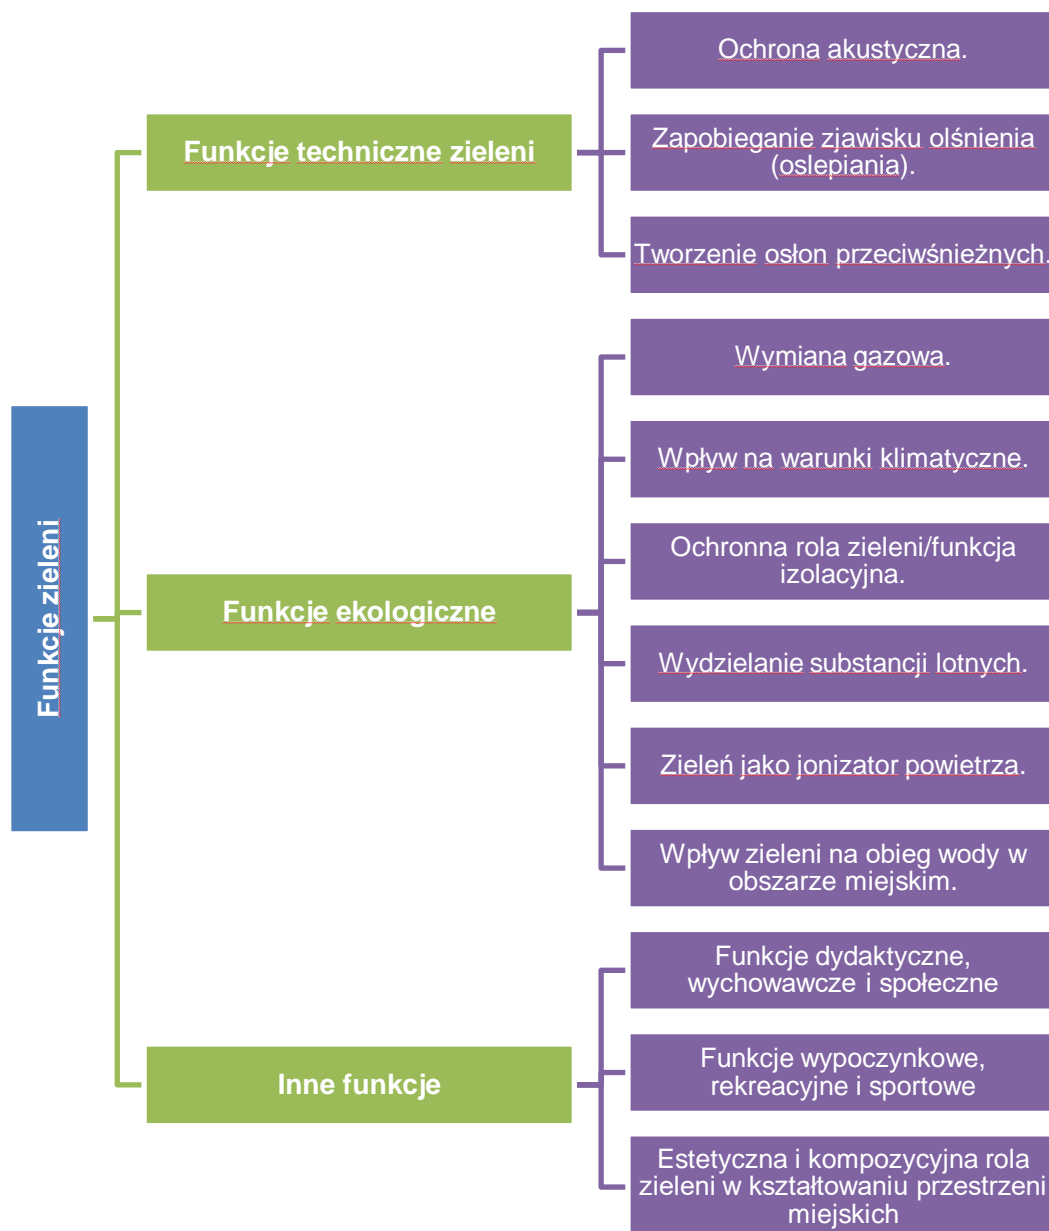 Funkcje zieleni
Funkcje techniczne zieleni
Ochrona akustyczna.
Zapobieganie zjawisku olśnienia
(oslepiania).
Tworzenie osłon przeciwśnieżnych.
Funkcje ekologiczne
Wymiana gazowa.
Wpływ na warunki klimatyczne.
Ochronna rola zieleni/funkcja
izolacyjna.
Wydzielanie substancji lotnych.
Zieleń jako jonizator powietrza.
Wpływ zieleni na obieg wody w
obszarze miejskim.
Inne funkcje
Funkcje dydaktyczne,
wychowawcze i społeczne
Funkcje wypoczynkowe,
rekreacyjne i sportowe
Estetyczna i kompozycyjna rola
zieleni w kształtowaniu przestrzeni
miejskich